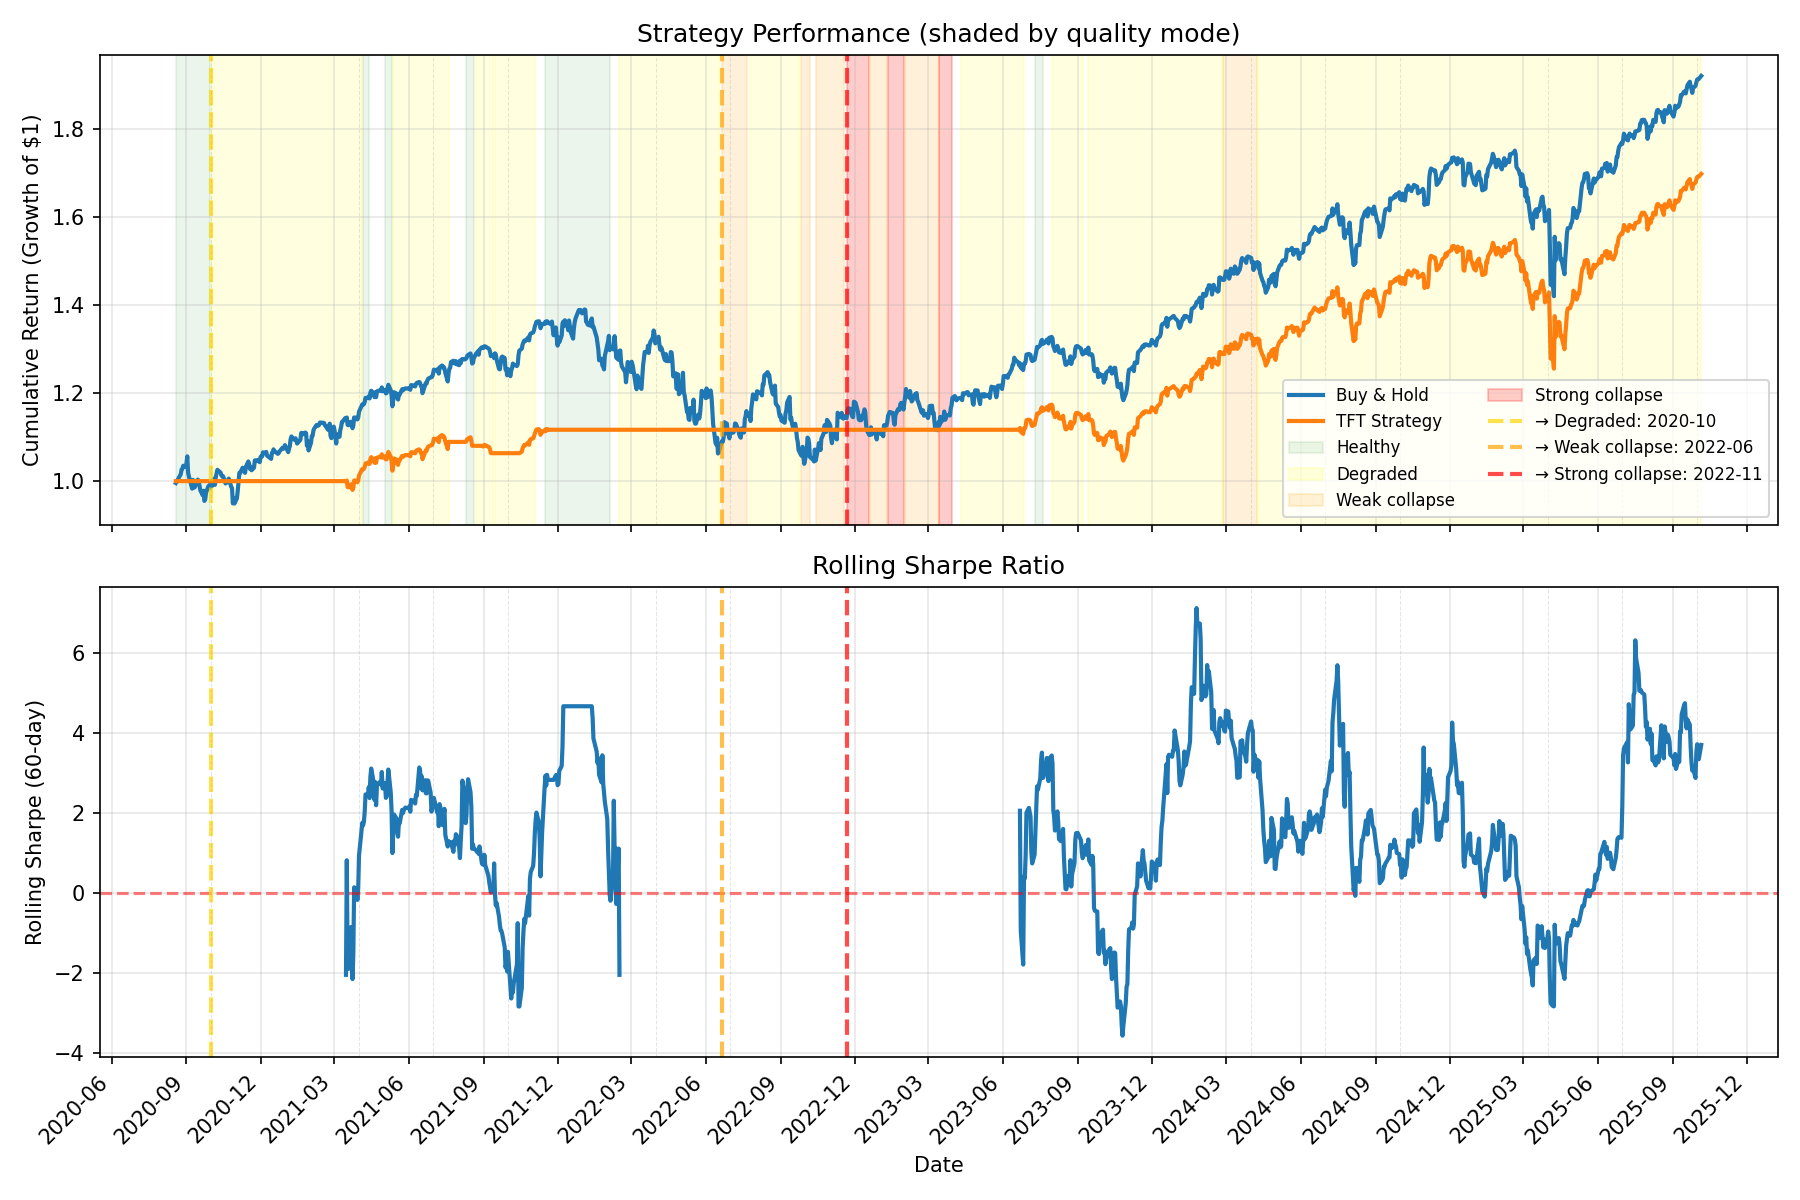 Strategy Performance (shaded by quality mode)
Cumulative Return (Growth of $1)
1.8
1.6
1.4
1.2
1.0
Buy & Hold
TFT Strategy
Healthy
Degraded
Weak collapse
Strong collapse
→ Degraded: 2020-10
→ Weak collapse: 2022-06
→ Strong collapse: 2022-11
Rolling Sharpe Ratio
Rolling Sharpe (60-day)
6
4
2
0
−2
−4
2020-06
2020-09
2020-12
2021-03
2021-06
2021-09
2021-12
2022-03
2022-06
2022-09
2022-12
2023-03
2023-06
2023-09
2023-12
2024-03
2024-06
2024-09
2024-12
2025-03
2025-06
2025-09
2025-12
Date